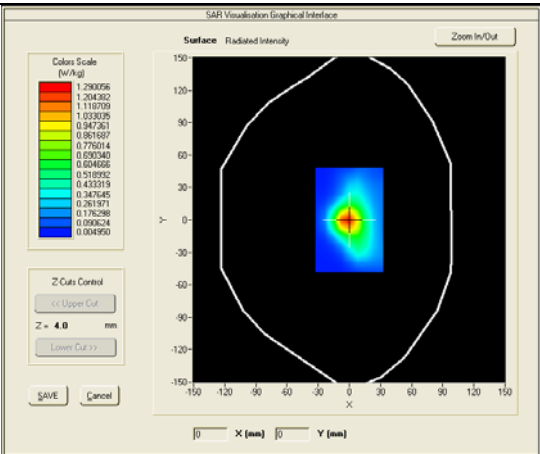 SAR Visualisation Graphical Interface
Surface Radiated Intensity
Zoom In/Out
Colors Scale
(W/kg)
1.290056
1.204382
1.118709
1.033035
0.947361
0.861687
0.776014
0.690340
0.604666
0.518992
0.433319
0.347645
0.261971
0.176298
0.090624
0.004950
Z-Cuts Control
<< Upper Cut
Z = 4.0 mm
Lower Cut >>
SAVE Cancel
150-
120-
90-
60-
30-
0-
-30-
-60-
-90-
-120-
-150-
Y
-150 -120 -90 -60 -30 0 30 60 90 120 150
X
0 X (mm) 0 Y (mm)